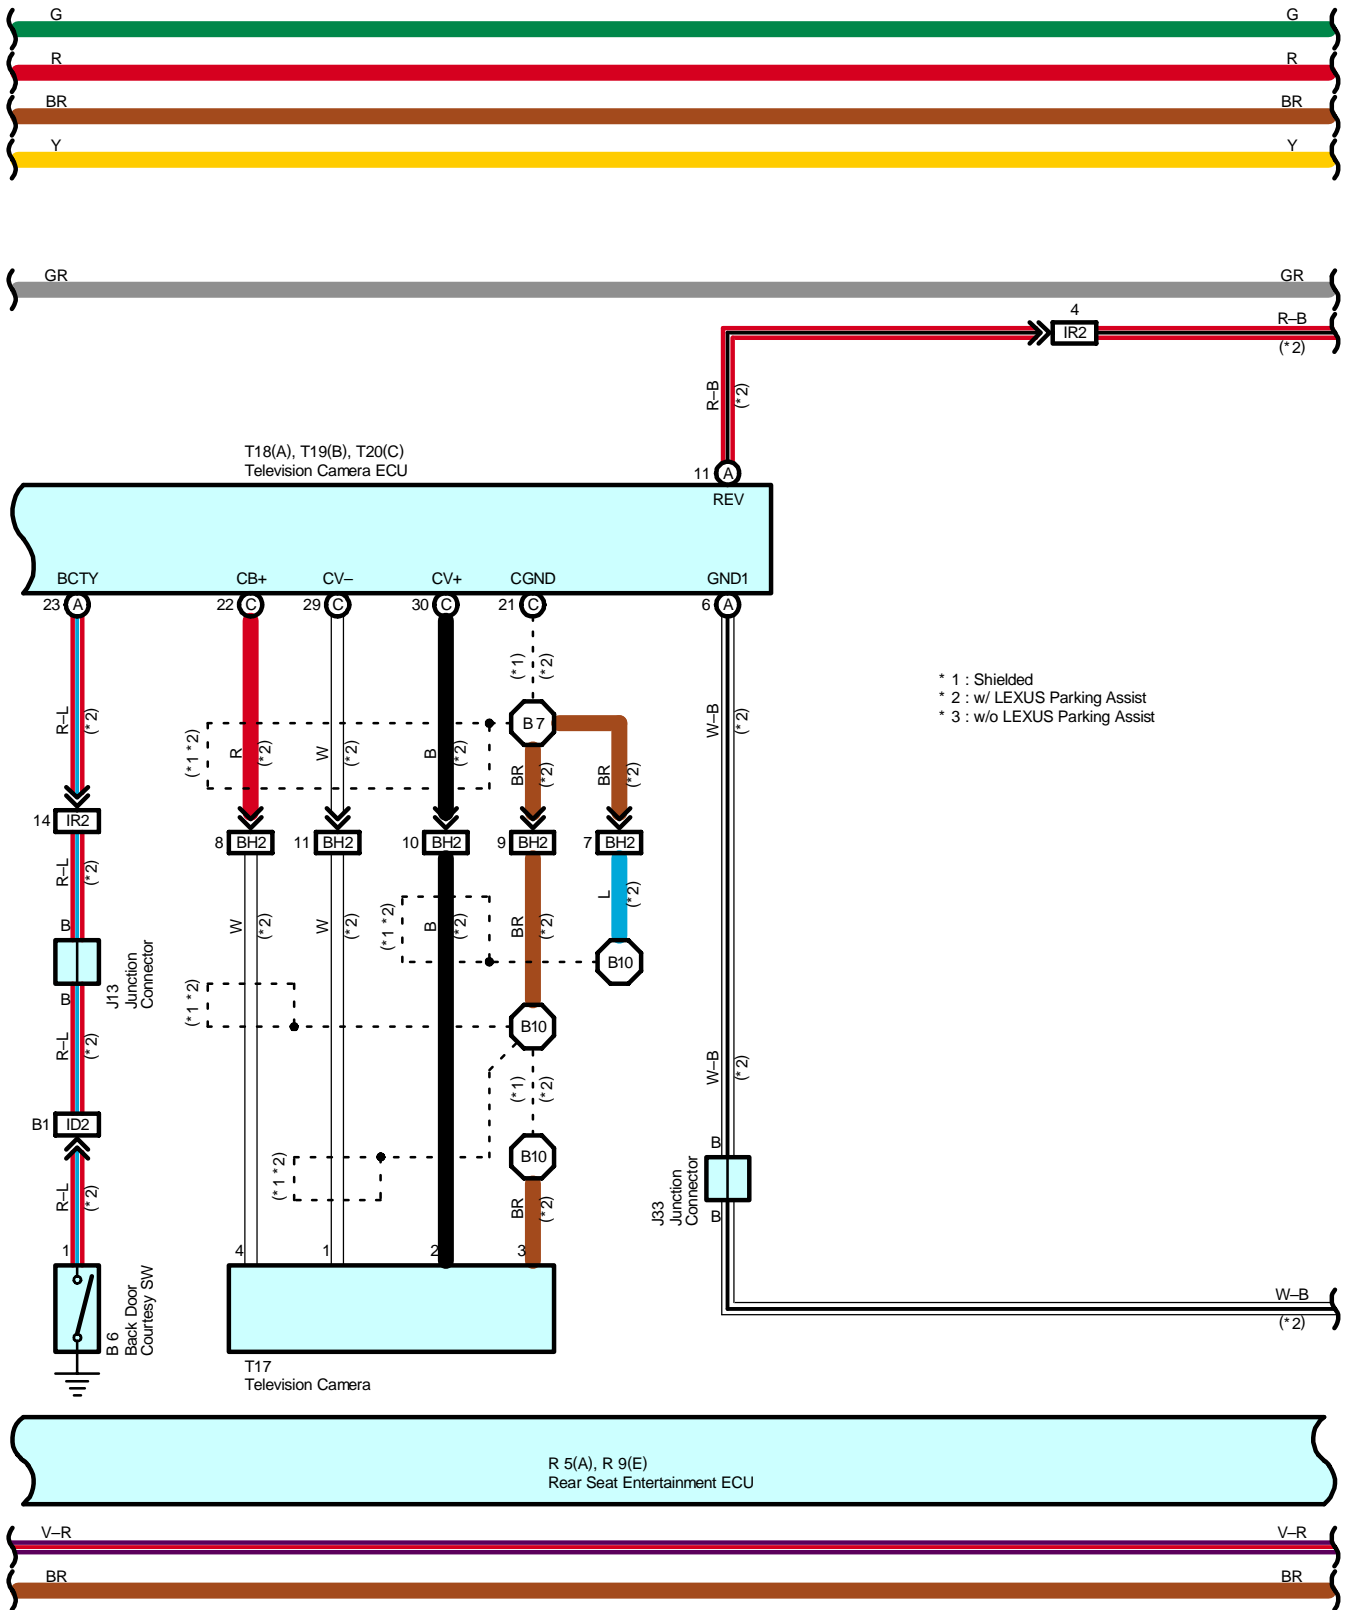 G G
R R
BR BR
Y Y
GR GR
4
IR2
R–B
(*2)
R–B
(*2)
T18(A), T19(B), T20(C)
Television Camera ECU
11 A
REV
BCTY CB+ CV– CV+ CGND GND1
23 A 22 C 29 C 30 C 21 C 6 A
(*1) (*2)
* 1 : Shielded
* 2 : w/ LEXUS Parking Assist
* 3 : w/o LEXUS Parking Assist
R–L (*2)
(*1 *2)
R (*2)
W (*2)
B (*2)
B 7
BR (*2)
BR (*2)
W–B (*2)
14 IR2
8 BH2 11 BH2 10 BH2 9 BH2 7 BH2
R–L (*2)
W (*2)
W (*2)
(*1 *2)
B (*2)
BR (*2)
L (*2)
B
J13
Junction
Connector
B
B10
(*1 *2)
B10
R–L (*2)
(*1) (*2)
W–B (*2)
B1 ID2
(*1 *2)
B10
B
J33
Junction
Connector
B
R–L (*2)
BR (*2)
1 4 1 2 3
B 6
Back Door
Courtesy SW
W–B
(*2)
T17
Television Camera
R 5(A), R 9(E)
Rear Seat Entertainment ECU
V–R V–R
BR BR